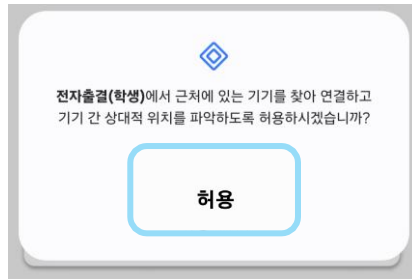 전자출결(학생)에서 근처에 있는 기기를 찾아 연결하고
기기 간 상대적 위치를 파악하도록 허용하시겠습니까?
허용